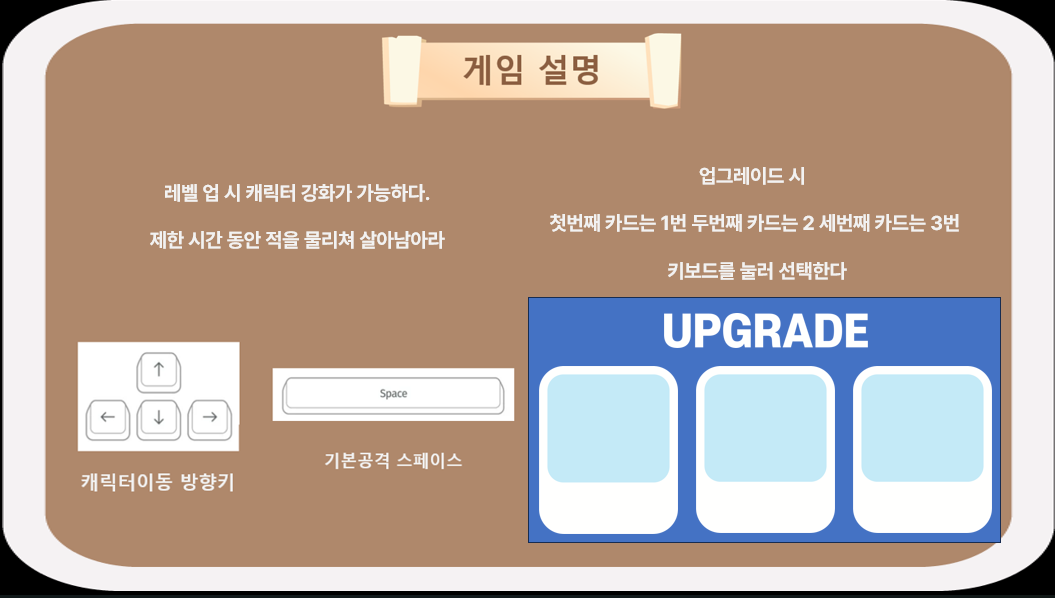 게임 설명
레벨 업 시 캐릭터 강화가 가능하다.
제한 시간 동안 적을 물리쳐 살아남아라
업그레이드 시
첫번째 카드는 1번 두번째 카드는 2 세번째 카드는 3번
키보드를 눌러 선택한다
↑
← ↓ →
캐릭터이동 방향키
Space
기본공격 스페이스
UPGRADE